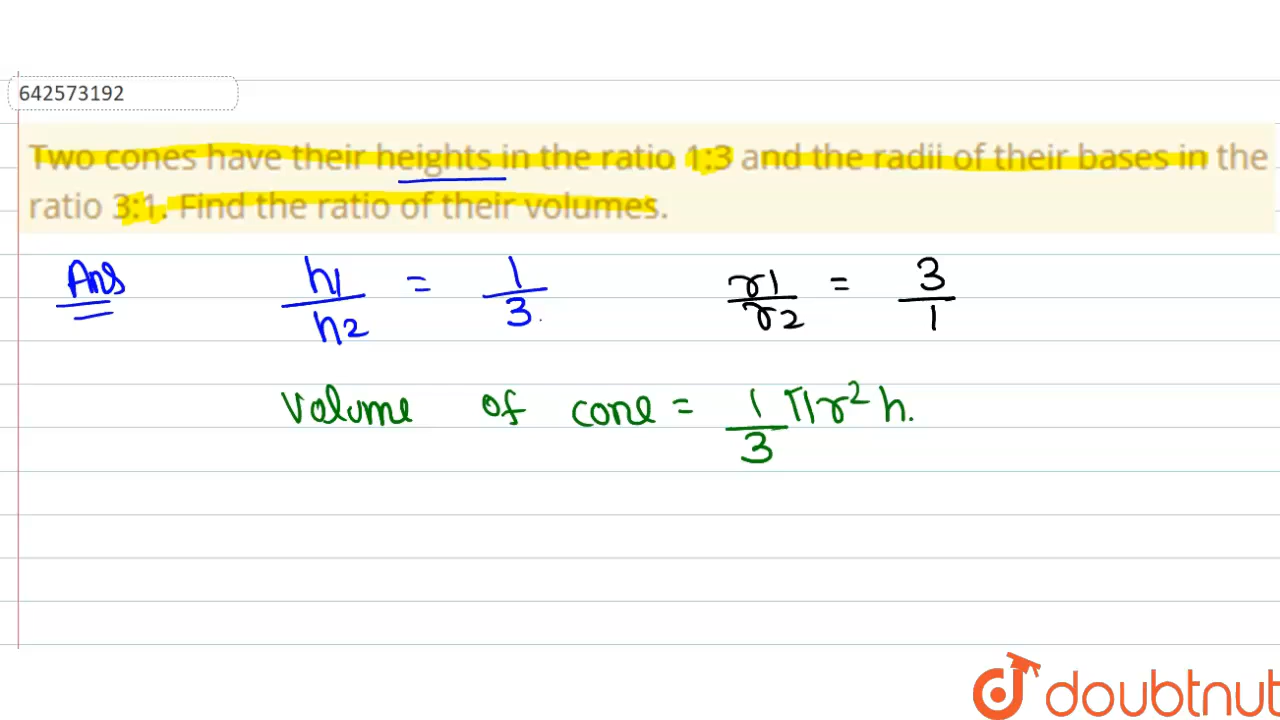 642573192
Two cones have their heights in the ratio 1:3 and the radii of their bases in the
ratio 3:1. Find the ratio of their volumes.
Ans h1/h2 = 1/3 r1/r2 = 3/1
Volume of cone = 1/3 πr² h.
doubtnut